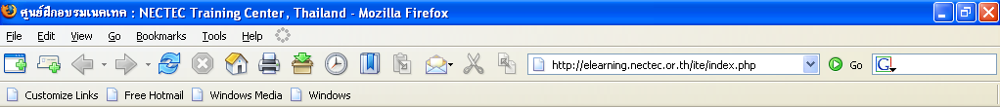 ศูนย์ฝึกอบรมเนคเทค : NECTEC Training Center, Thailand - Mozilla Firefox
File Edit View Go Bookmarks Tools Help
http://elearning.nectec.or.th/ite/index.php Go G
Customize Links Free Hotmail Windows Media Windows